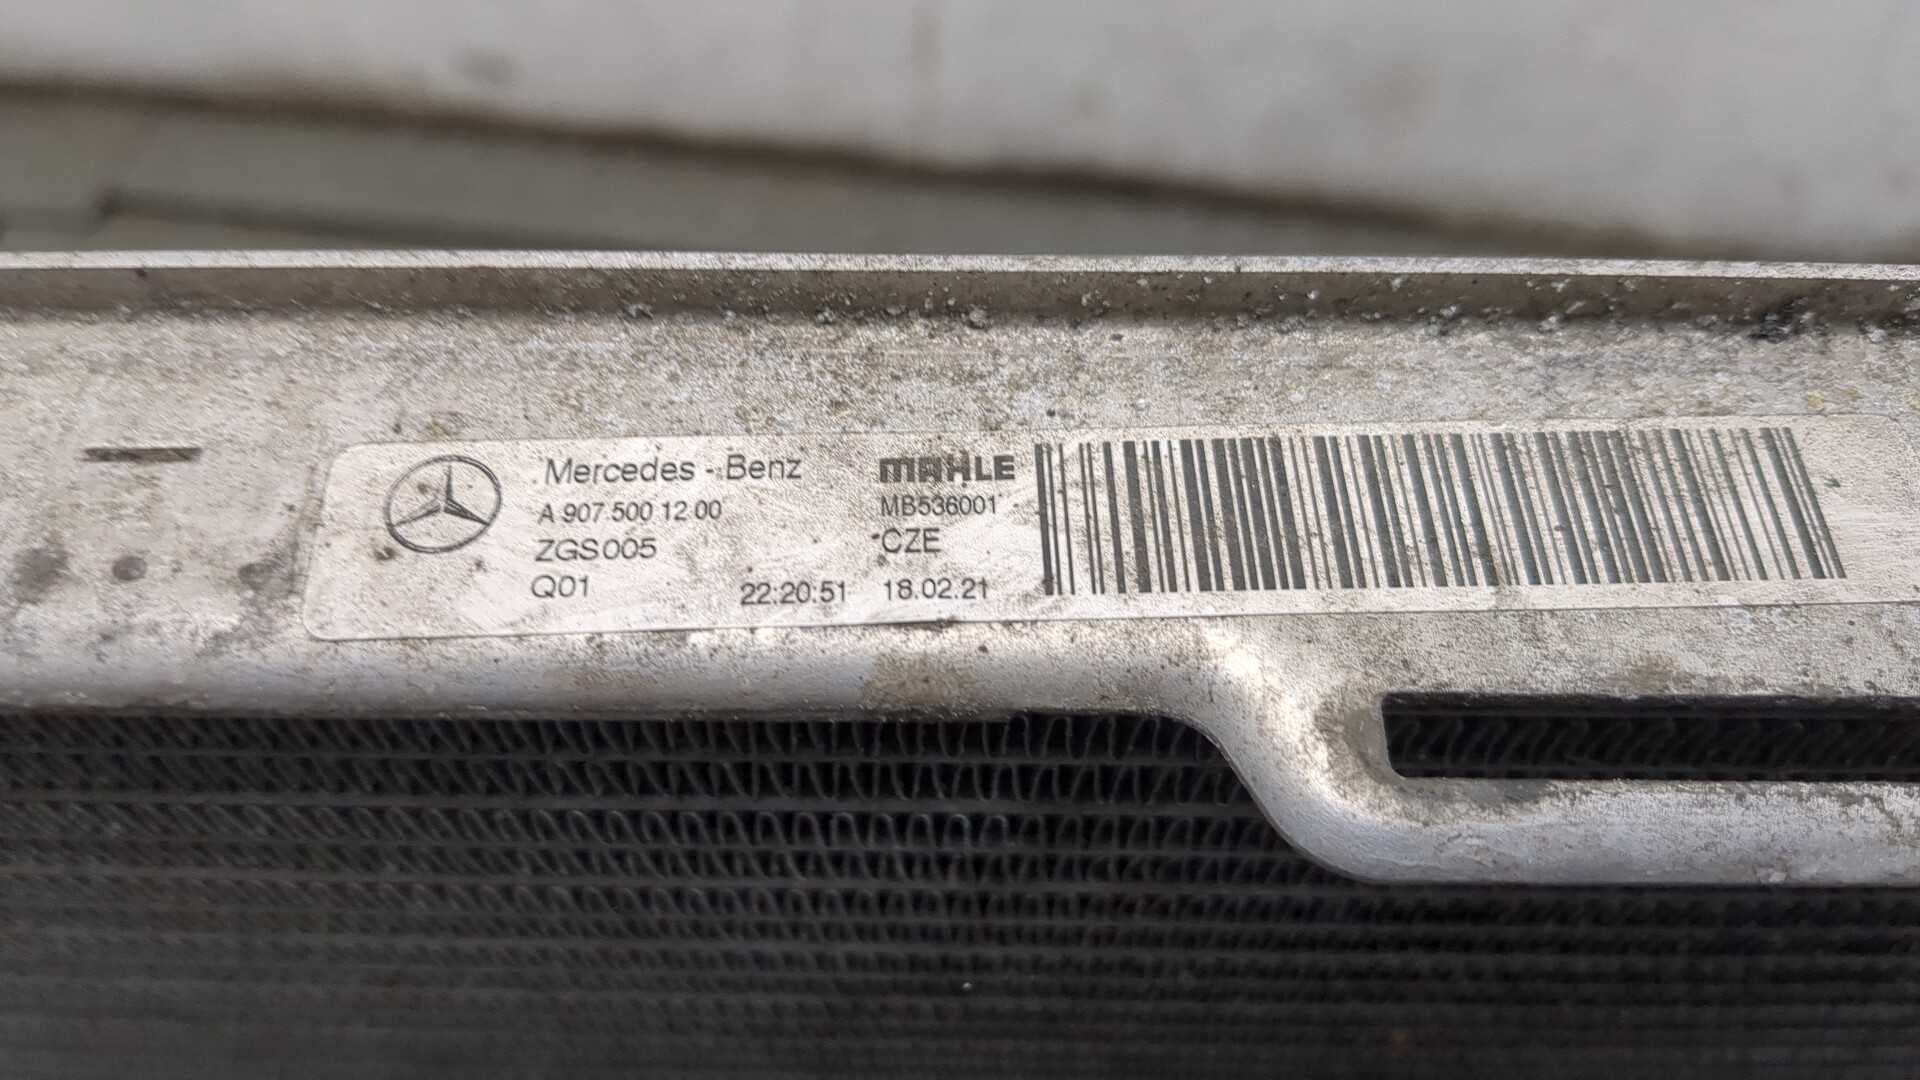 Mercedes - Benz
A 907 500 12 00
ZGS005
Q01
22:20:51 18.02.21
MAHLE
MB536001
CZE